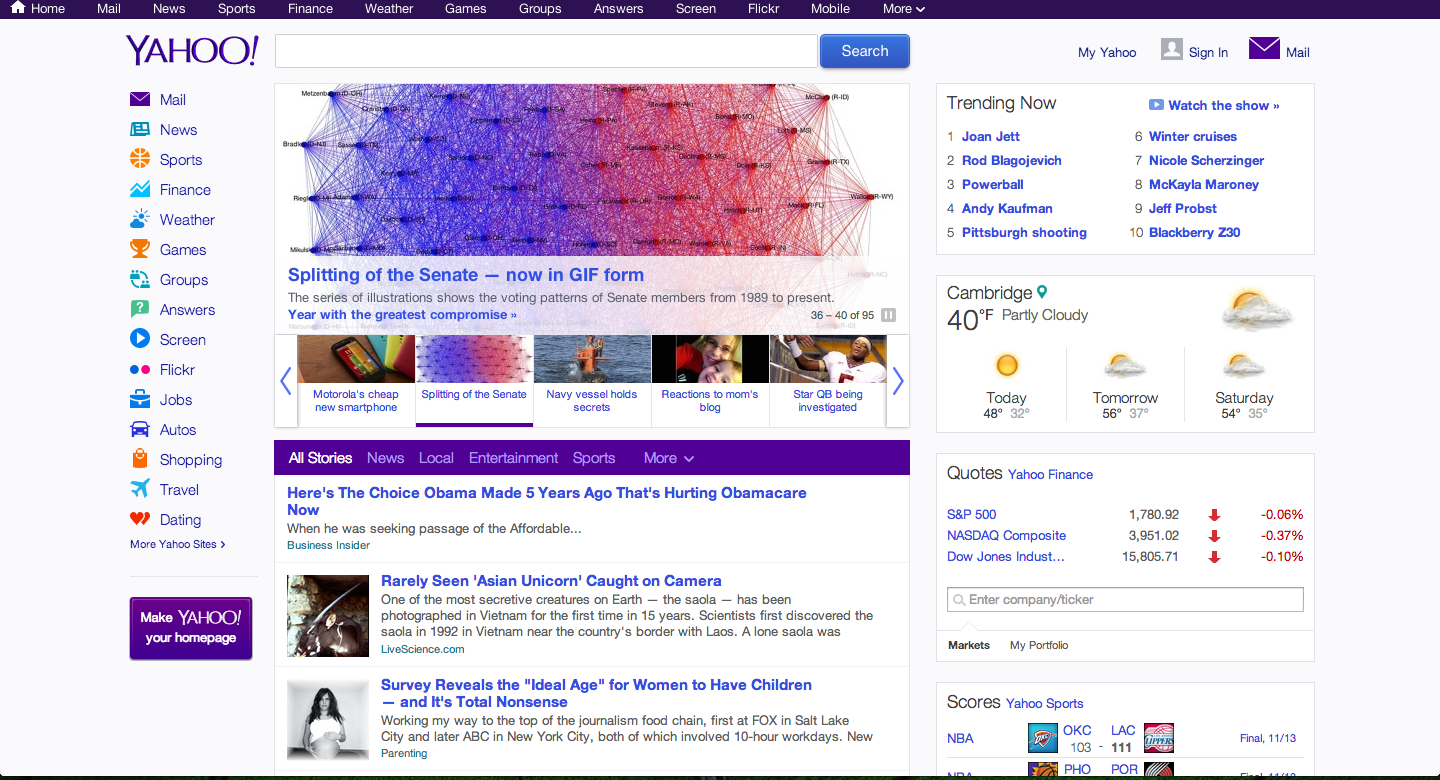 Home Mail News Sports Finance Weather Games Groups Answers Screen Flickr Mobile More
YAHOO!
Search
My Yahoo Sign In Mail
Mail
News
Sports
Finance
Weather
Games
Groups
Answers
Screen
Flickr
Jobs
Autos
Shopping
Travel
Dating
More Yahoo Sites
Make YAHOO!
your homepage
Splitting of the Senate — now in GIF form
The series of illustrations shows the voting patterns of Senate members from 1989 to present.
Year with the greatest compromise »
36 – 40 of 95
Motorola's cheap
new smartphone
Splitting of the Senate
Navy vessel holds
secrets
Reactions to mom's
blog
Star QB being
investigated
All Stories News Local Entertainment Sports More
Here's The Choice Obama Made 5 Years Ago That's Hurting Obamacare
Now
When he was seeking passage of the Affordable...
Business Insider
Rarely Seen 'Asian Unicorn' Caught on Camera
One of the most secretive creatures on Earth — the saola — has been
photographed in Vietnam for the first time in 15 years. Scientists first discovered the
saola in 1992 in Vietnam near the country's border with Laos. A lone saola was
LiveScience.com
Survey Reveals the "Ideal Age" for Women to Have Children
— and It's Total Nonsense
Working my way to the top of the journalism food chain, first at FOX in Salt Lake
City and later ABC in New York City, both of which involved 10-hour workdays. New
Parenting
Trending Now
Watch the show »
1 Joan Jett
2 Rod Blagojevich
3 Powerball
4 Andy Kaufman
5 Pittsburgh shooting
6 Winter cruises
7 Nicole Scherzinger
8 McKayla Maroney
9 Jeff Probst
10 Blackberry Z30
Cambridge
40°F Partly Cloudy
Today
48° 32°
Tomorrow
56° 37°
Saturday
54° 35°
Quotes Yahoo Finance
S&P 500 1,780.92 -0.06%
NASDAQ Composite 3,951.02 -0.37%
Dow Jones Indust... 15,805.71 -0.10%
Enter company/ticker
Markets My Portfolio
Scores Yahoo Sports
NBA OKC LAC Final, 11/13
103 - 111
NBA PHO POR